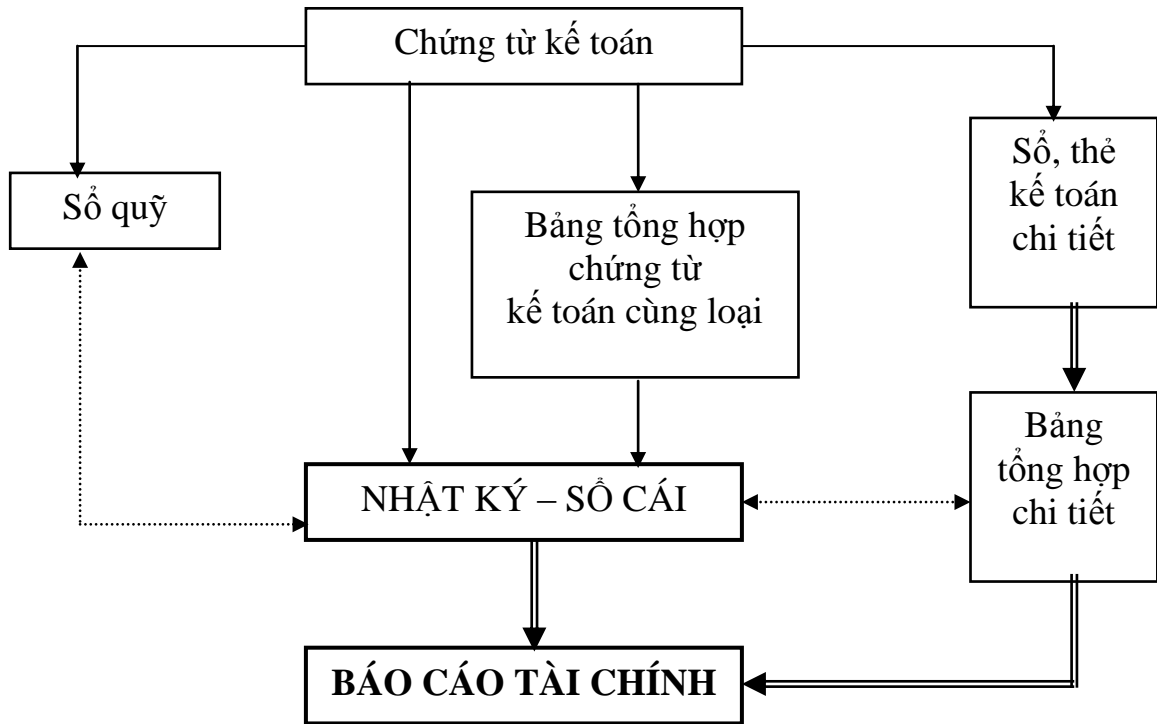 Chứng từ kế toán
Sổ quỹ
Bảng tổng hợp
chứng từ
kế toán cùng loại
Sổ, thẻ
kế toán
chi tiết
NHẬT KÝ – SỔ CÁI
Bảng
tổng hợp
chi tiết
BÁO CÁO TÀI CHÍNH